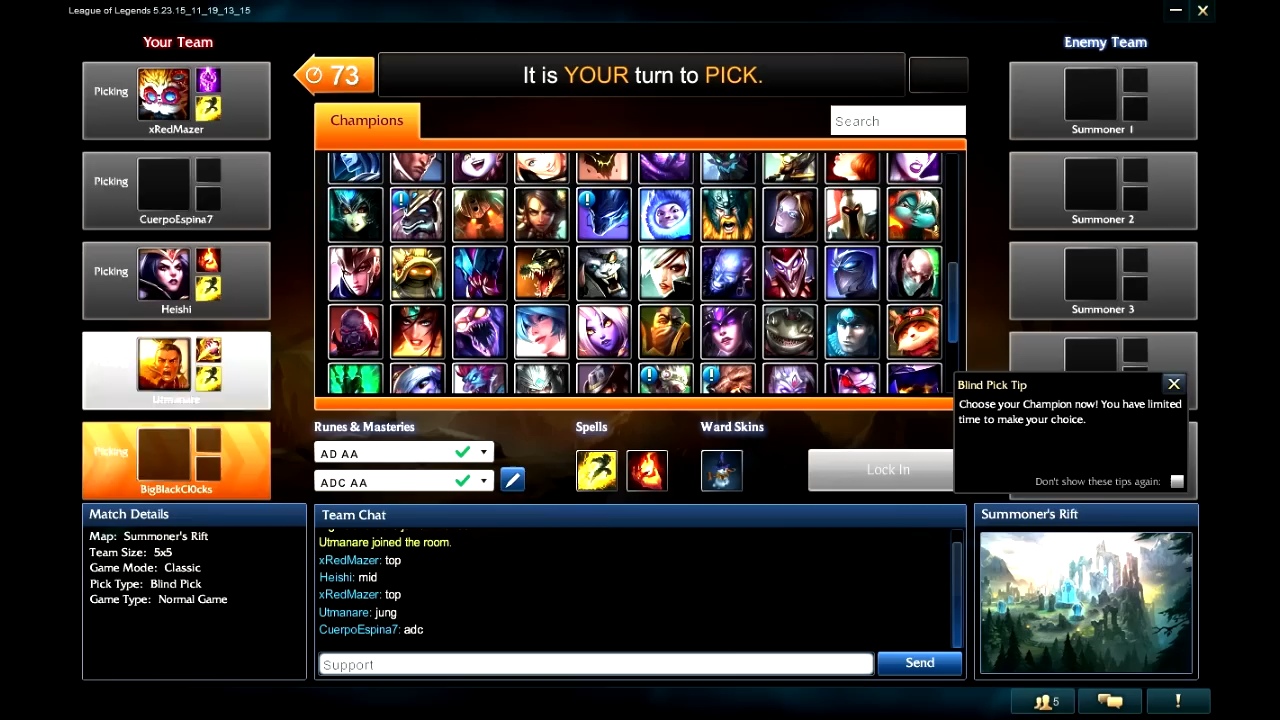 League of Legends 5.23.15_11_19_13_15
Your Team
Enemy Team
73
It is YOUR turn to PICK.
Champions
Search
Picking
xRedMazer
Picking
CuerpoEspina7
Picking
Heishi
Utmanare
Picking
BigBlackCl0cks
Summoner 1
Summoner 2
Summoner 3
Blind Pick Tip
Choose your Champion now! You have limited
time to make your choice.
Don't show these tips again:
Runes & Masteries
AD AA
ADC AA
Spells
Ward Skins
Lock In
Match Details
Map: Summoner's Rift
Team Size: 5x5
Game Mode: Classic
Pick Type: Blind Pick
Game Type: Normal Game
Team Chat
Utmanare joined the room.
xRedMazer: top
Heishi: mid
xRedMazer: top
Utmanare: jung
CuerpoEspina7: adc
Support
Send
Summoner's Rift
5